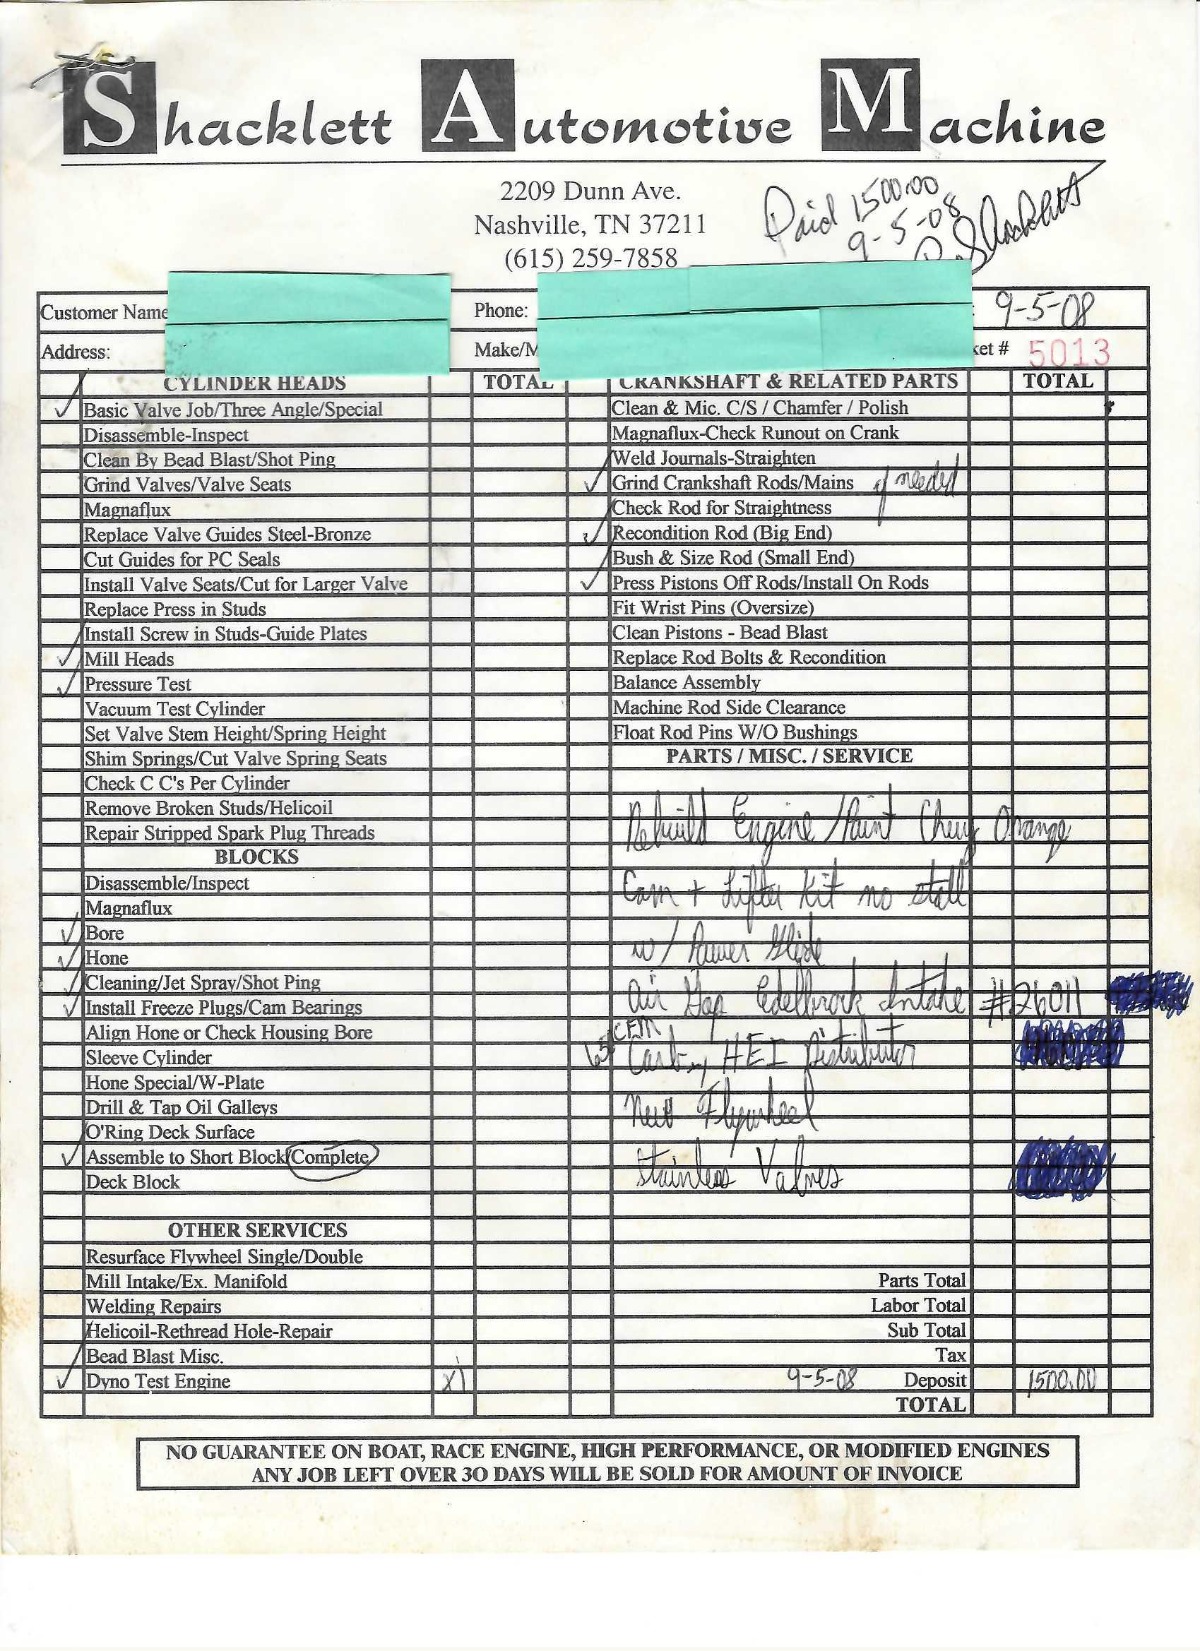 Shacklett Automotive Machine
2209 Dunn Ave.
Nashville, TN 37211
(615) 259-7858
Paid 1500.00
9-5-08
Shacklett
Customer Name
Phone:
9-5-08
Address:
Make/M
ket # 5013
CYLINDER HEADS TOTAL
✓ Basic Valve Job/Three Angle/Special
Disassemble-Inspect
Clean By Bead Blast/Shot Ping
Grind Valves/Valve Seats
Magnaflux
Replace Valve Guides Steel-Bronze
Cut Guides for PC Seals
Install Valve Seats/Cut for Larger Valve
Replace Press in Studs
Install Screw in Studs-Guide Plates
✓ Mill Heads
✓ Pressure Test
Vacuum Test Cylinder
Set Valve Stem Height/Spring Height
Shim Springs/Cut Valve Spring Seats
Check C C's Per Cylinder
Remove Broken Studs/Helicoil
Repair Stripped Spark Plug Threads
BLOCKS
Disassemble/Inspect
Magnaflux
✓ Bore
✓ Hone
✓ Cleaning/Jet Spray/Shot Ping
✓ Install Freeze Plugs/Cam Bearings
Align Hone or Check Housing Bore
Sleeve Cylinder
Hone Special/W-Plate
Drill & Tap Oil Galleys
O'Ring Deck Surface
✓ Assemble to Short Block/Complete
Deck Block
OTHER SERVICES
Resurface Flywheel Single/Double
Mill Intake/Ex. Manifold
Welding Repairs
Helicoil-Rethread Hole-Repair
Bead Blast Misc.
✓ Dyno Test Engine X
CRANKSHAFT & RELATED PARTS TOTAL
Clean & Mic. C/S / Chamfer / Polish
Magnaflux-Check Runout on Crank
Weld Journals-Straighten
✓ Grind Crankshaft Rods/Mains if needed
Check Rod for Straightness
✓ Recondition Rod (Big End)
Bush & Size Rod (Small End)
✓ Press Pistons Off Rods/Install On Rods
Fit Wrist Pins (Oversize)
Clean Pistons - Bead Blast
Replace Rod Bolts & Recondition
Balance Assembly
Machine Rod Side Clearance
Float Rod Pins W/O Bushings
PARTS / MISC. / SERVICE
Rebuild Engine/Paint Chevy Orange
Cam + Lifter Kit no stall
w/ Power Glide
Air Gap Edelbrock Intake #26011
650 CFM
Carb, HEI Distributor
New Flywheel
Stainless Valves
Parts Total
Labor Total
Sub Total
Tax
9-5-08 Deposit 1500.00
TOTAL
NO GUARANTEE ON BOAT, RACE ENGINE, HIGH PERFORMANCE, OR MODIFIED ENGINES
ANY JOB LEFT OVER 30 DAYS WILL BE SOLD FOR AMOUNT OF INVOICE